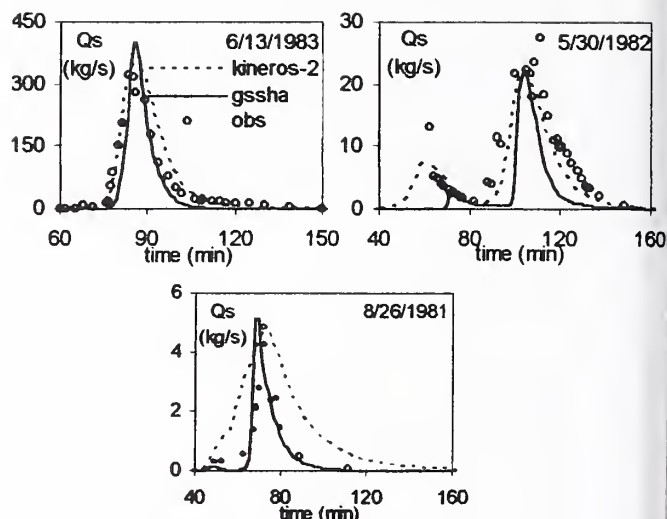 450
Qs
6/13/1983
(kg/s)
kineros-2
300
gssha
obs
150
0
60
90
120
150
time (min)
30
Qs
5/30/1982
(kg/s)
20
10
0
40
80
120
160
time (min)
6
Qs
8/26/1981
(kg/s)
4
2
0
40
80
120
160
time (min)